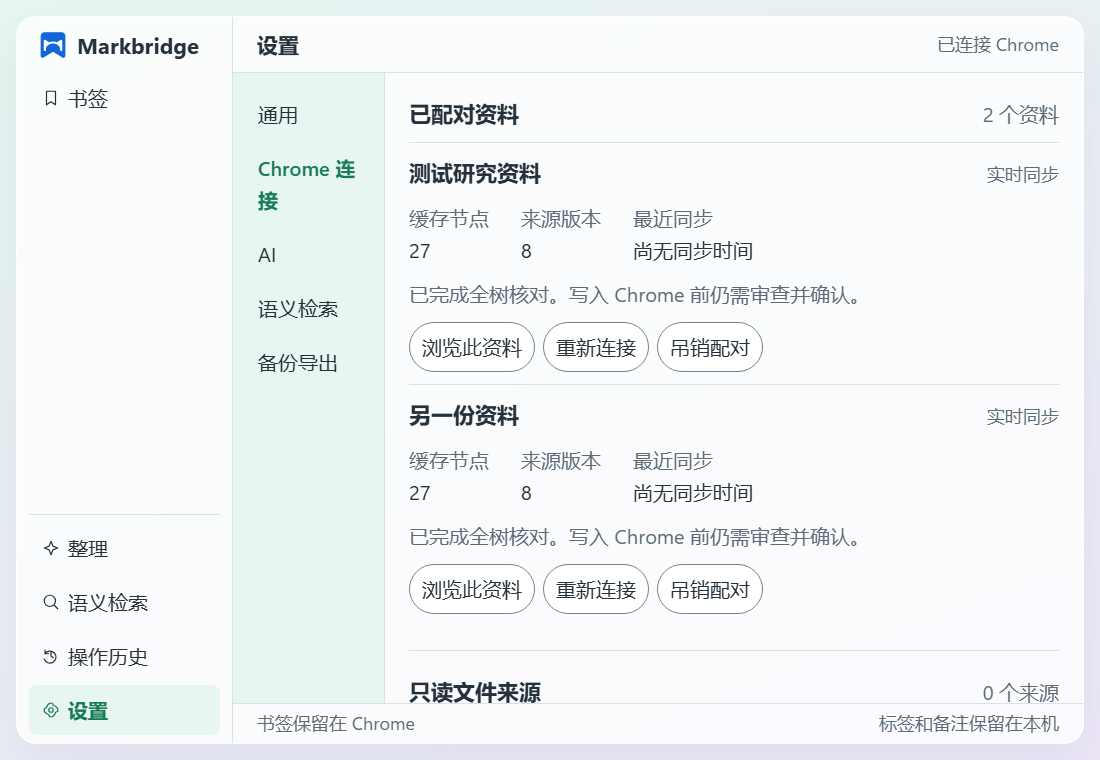 Markbridge
书签
整理
语义检索
操作历史
设置
设置
已连接 Chrome
通用
Chrome 连
接
AI
语义检索
备份导出
已配对资料
2 个资料
测试研究资料
实时同步
缓存节点 来源版本 最近同步
27 8 尚无同步时间
已完成全树核对。写入 Chrome 前仍需审查并确认。
浏览此资料 重新连接 吊销配对
另一份资料
实时同步
缓存节点 来源版本 最近同步
27 8 尚无同步时间
已完成全树核对。写入 Chrome 前仍需审查并确认。
浏览此资料 重新连接 吊销配对
只读文件来源
0 个来源
书签保留在 Chrome
标签和备注保留在本机